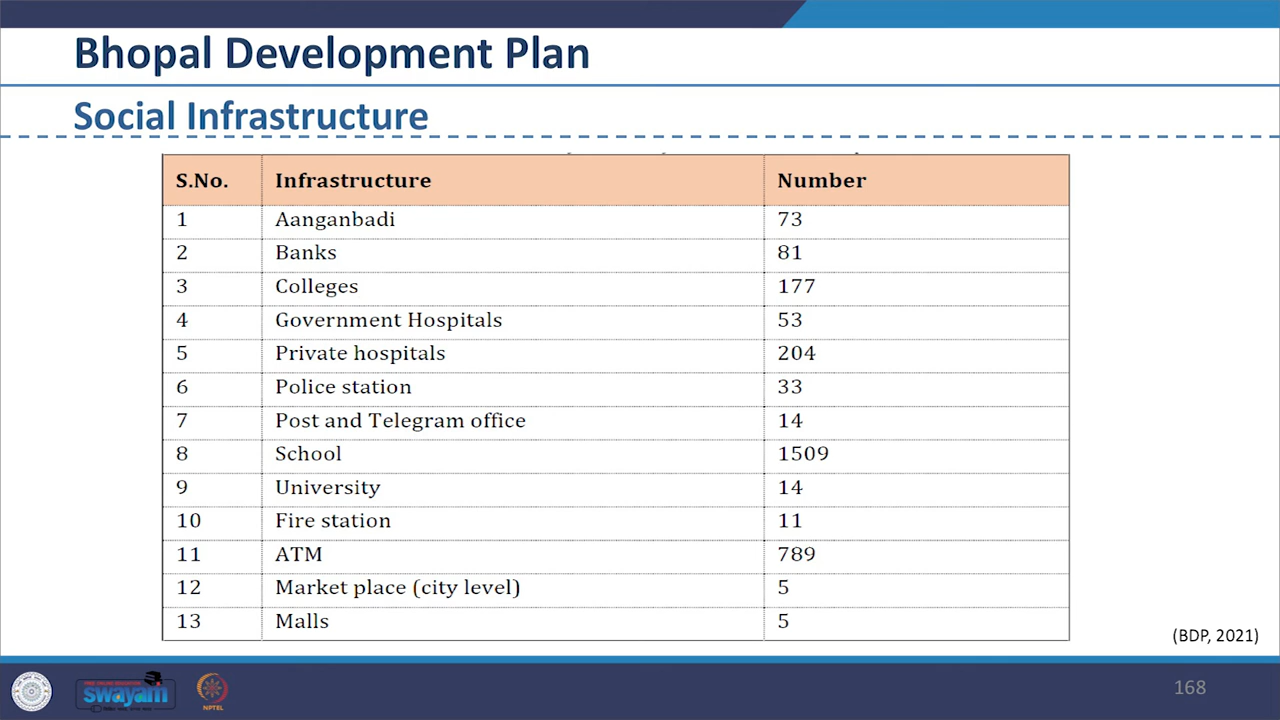 Bhopal Development Plan
Social Infrastructure
S.No. Infrastructure Number
1 Aanganbadi 73
2 Banks 81
3 Colleges 177
4 Government Hospitals 53
5 Private hospitals 204
6 Police station 33
7 Post and Telegram office 14
8 School 1509
9 University 14
10 Fire station 11
11 ATM 789
12 Market place (city level) 5
13 Malls 5
(BDP, 2021)
swayam
NPTEL
168